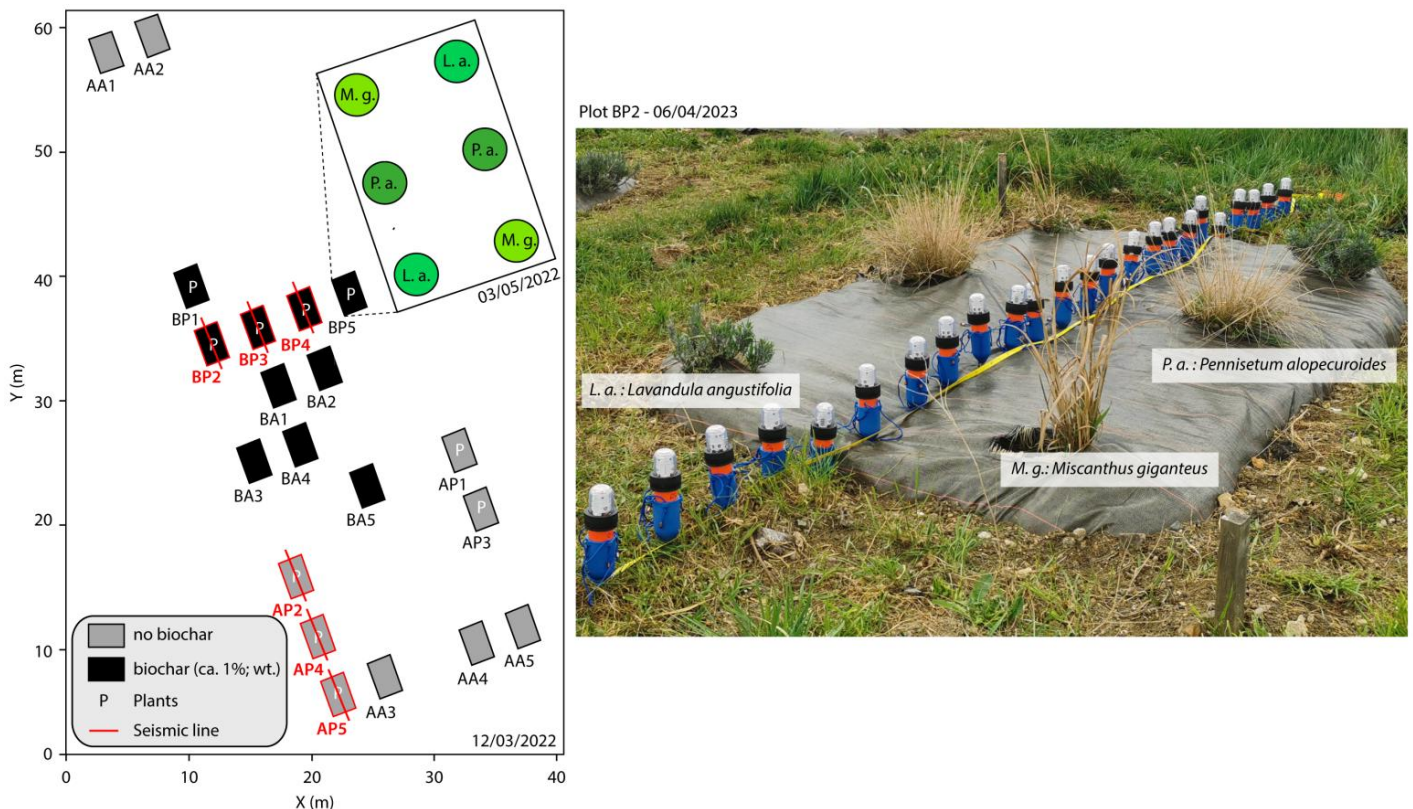 60
50
40
30
20
10
0
Y (m)
0
10
20
30
40
X (m)
AA1
AA2
M. g.
L. a.
P. a.
P. a.
L. a.
M. g.
03/05/2022
P
BP1
P
BP2
P
BP3
P
BP4
P
BP5
BA1
BA2
BA3
BA4
BA5
P
AP1
P
AP3
P
AP2
P
AP4
P
AP5
AA3
AA4
AA5
no biochar
biochar (ca. 1%; wt.)
P Plants
Seismic line
12/03/2022
Plot BP2 - 06/04/2023
L. a. : Lavandula angustifolia
P. a. : Pennisetum alopecuroides
M. g.: Miscanthus giganteus